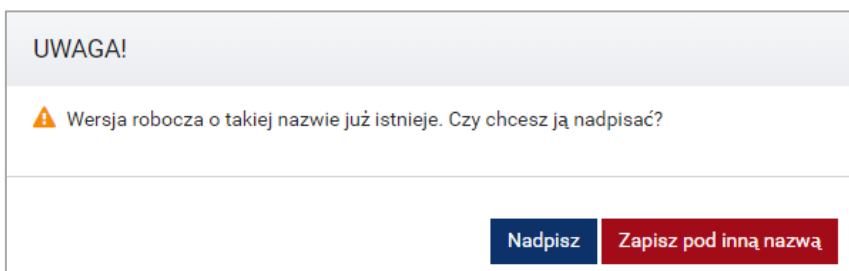 UWAGA!
Wersja robocza o takiej nazwie już istnieje. Czy chcesz ją nadpisać?
Nadpisz Zapisz pod inną nazwą